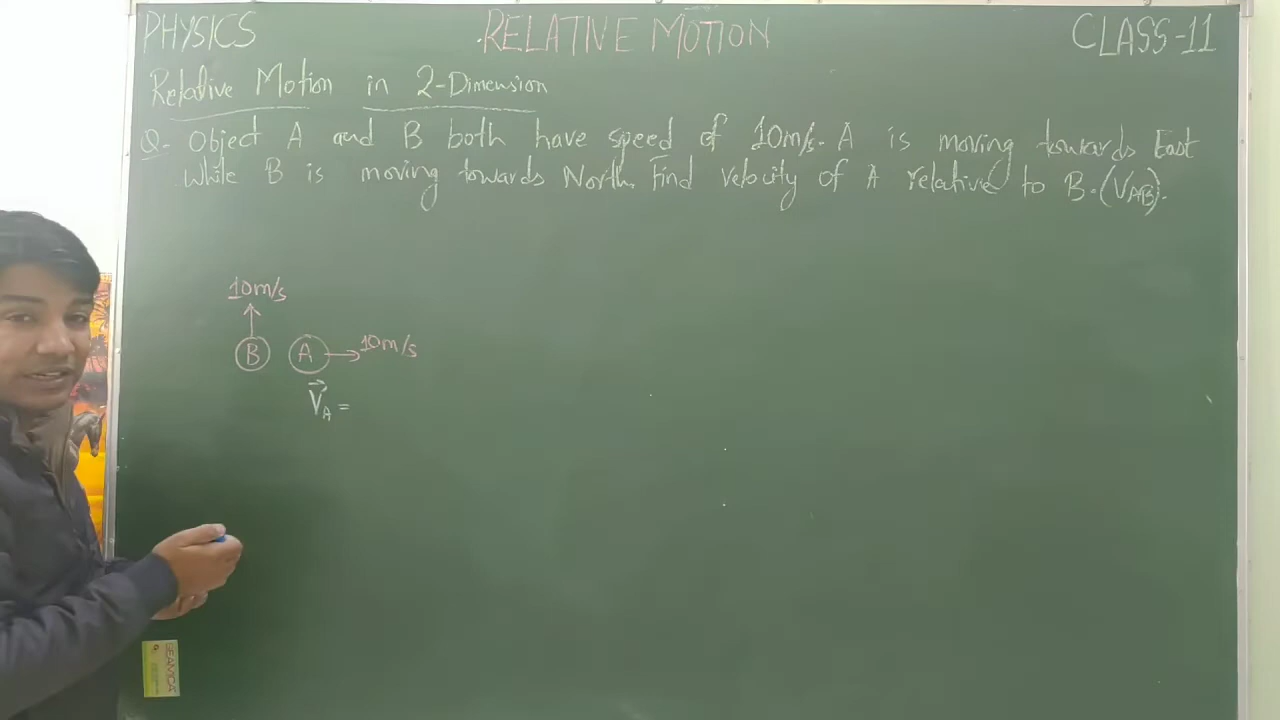 PHYSICS
RELATIVE MOTION
CLASS-11
Relative Motion in 2-Dimension
Q- Object A and B both have speed of 10m/s. A is moving towards East
while B is moving towards North. Find velocity of A relative to B.(VAB).
10m/s
B A 10m/s
V⃗A =
SEAMCA